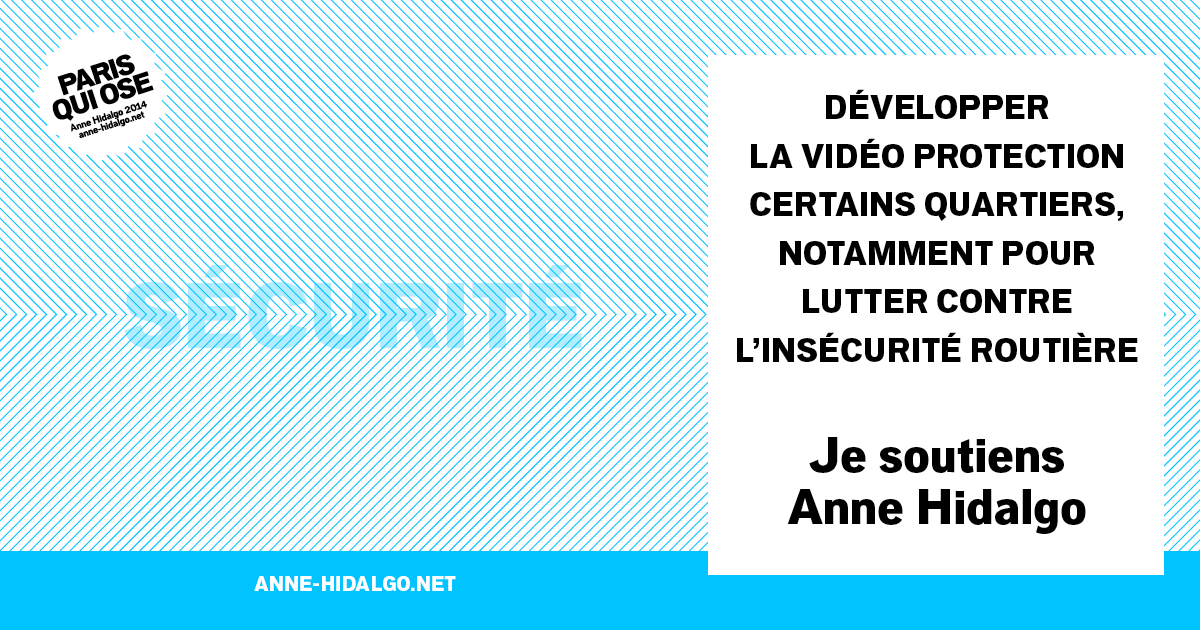 PARIS
QUI OSE
Anne Hidalgo 2014
anne-hidalgo.net
SÉCURITÉ
DÉVELOPPER
LA VIDÉO PROTECTION
CERTAINS QUARTIERS,
NOTAMMENT POUR
LUTTER CONTRE
L’INSÉCURITÉ ROUTIÈRE
Je soutiens
Anne Hidalgo
ANNE-HIDALGO.NET